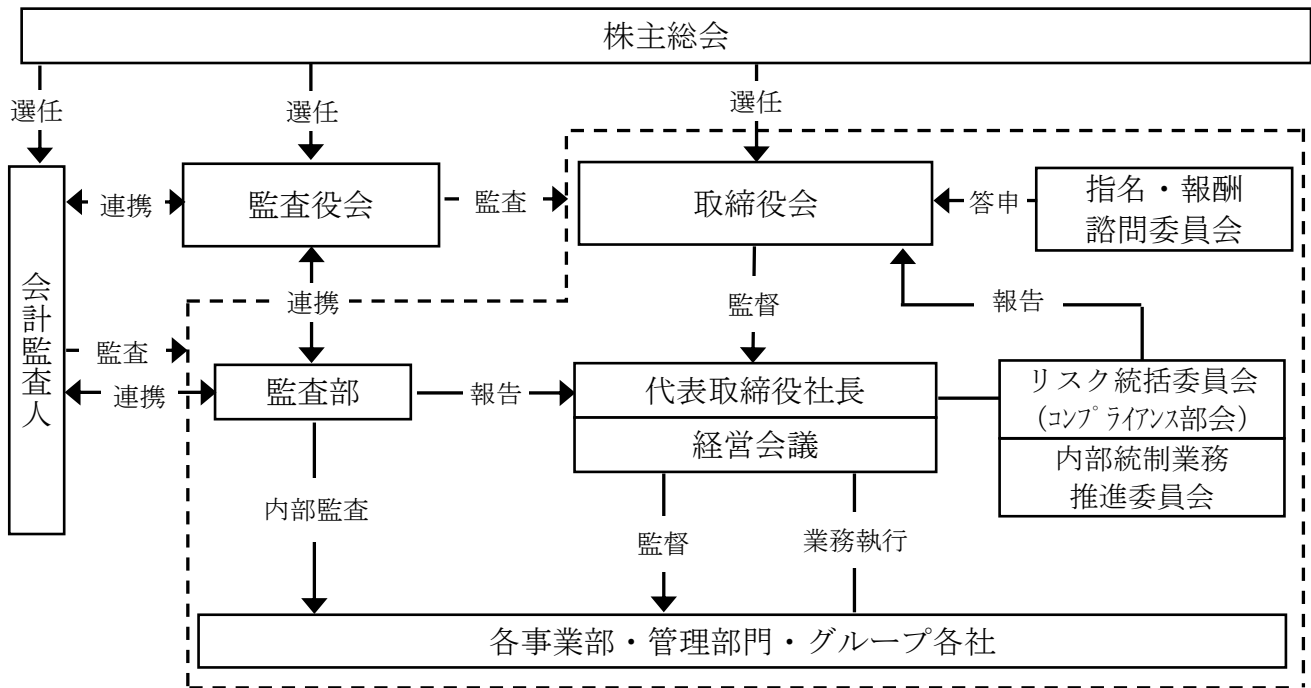 株主総会
選任
選任
選任
監査役会
取締役会
指名・報酬
諮問委員会
連携
監査
答申
会計監査人
連携
監督
報告
監査
連携
監査部
報告
代表取締役社長
経営会議
リスク統括委員会
(ｺﾝﾌﾟﾗｲｱﾝｽ部会)
内部統制業務
推進委員会
内部監査
監督
業務執行
各事業部・管理部門・グループ各社